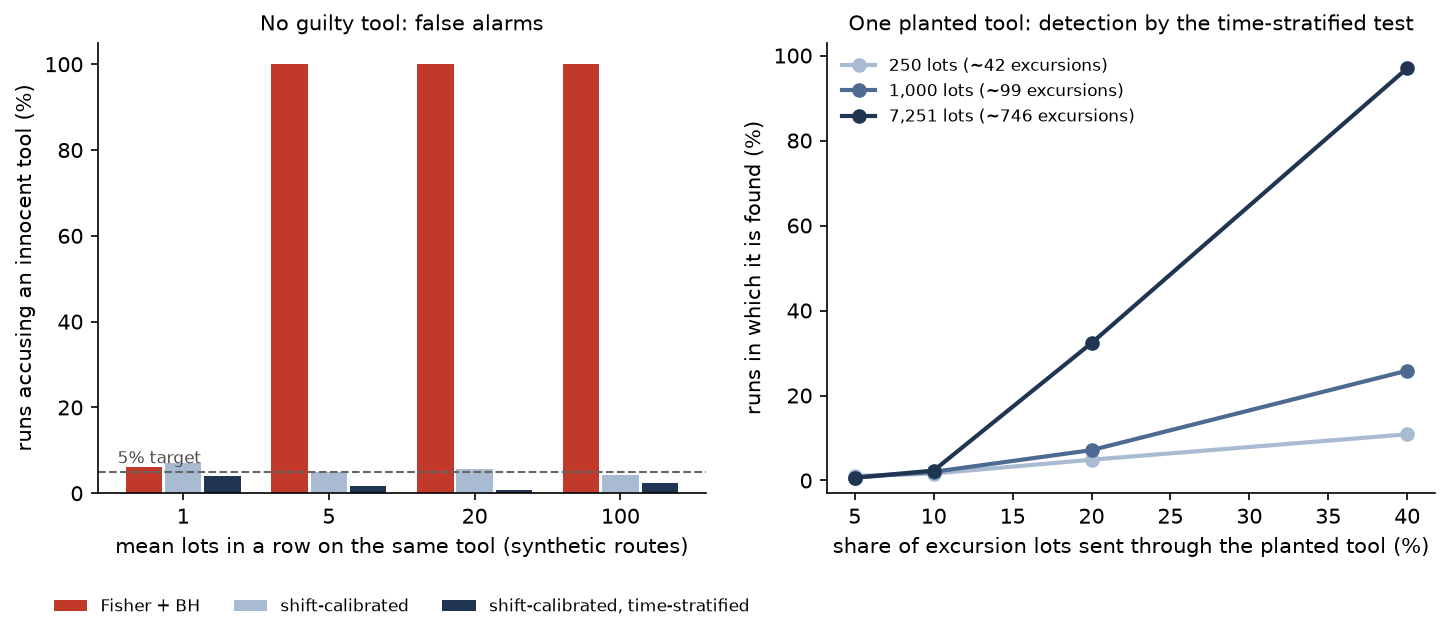 No guilty tool: false alarms
runs accusing an innocent tool (%)
100
80
60
40
20
0
5% target
1 5 20 100
mean lots in a row on the same tool (synthetic routes)
One planted tool: detection by the time-stratified test
runs in which it is found (%)
100
80
60
40
20
0
250 lots (~42 excursions)
1,000 lots (~99 excursions)
7,251 lots (~746 excursions)
5 10 15 20 25 30 35 40
share of excursion lots sent through the planted tool (%)
Fisher + BH shift-calibrated shift-calibrated, time-stratified